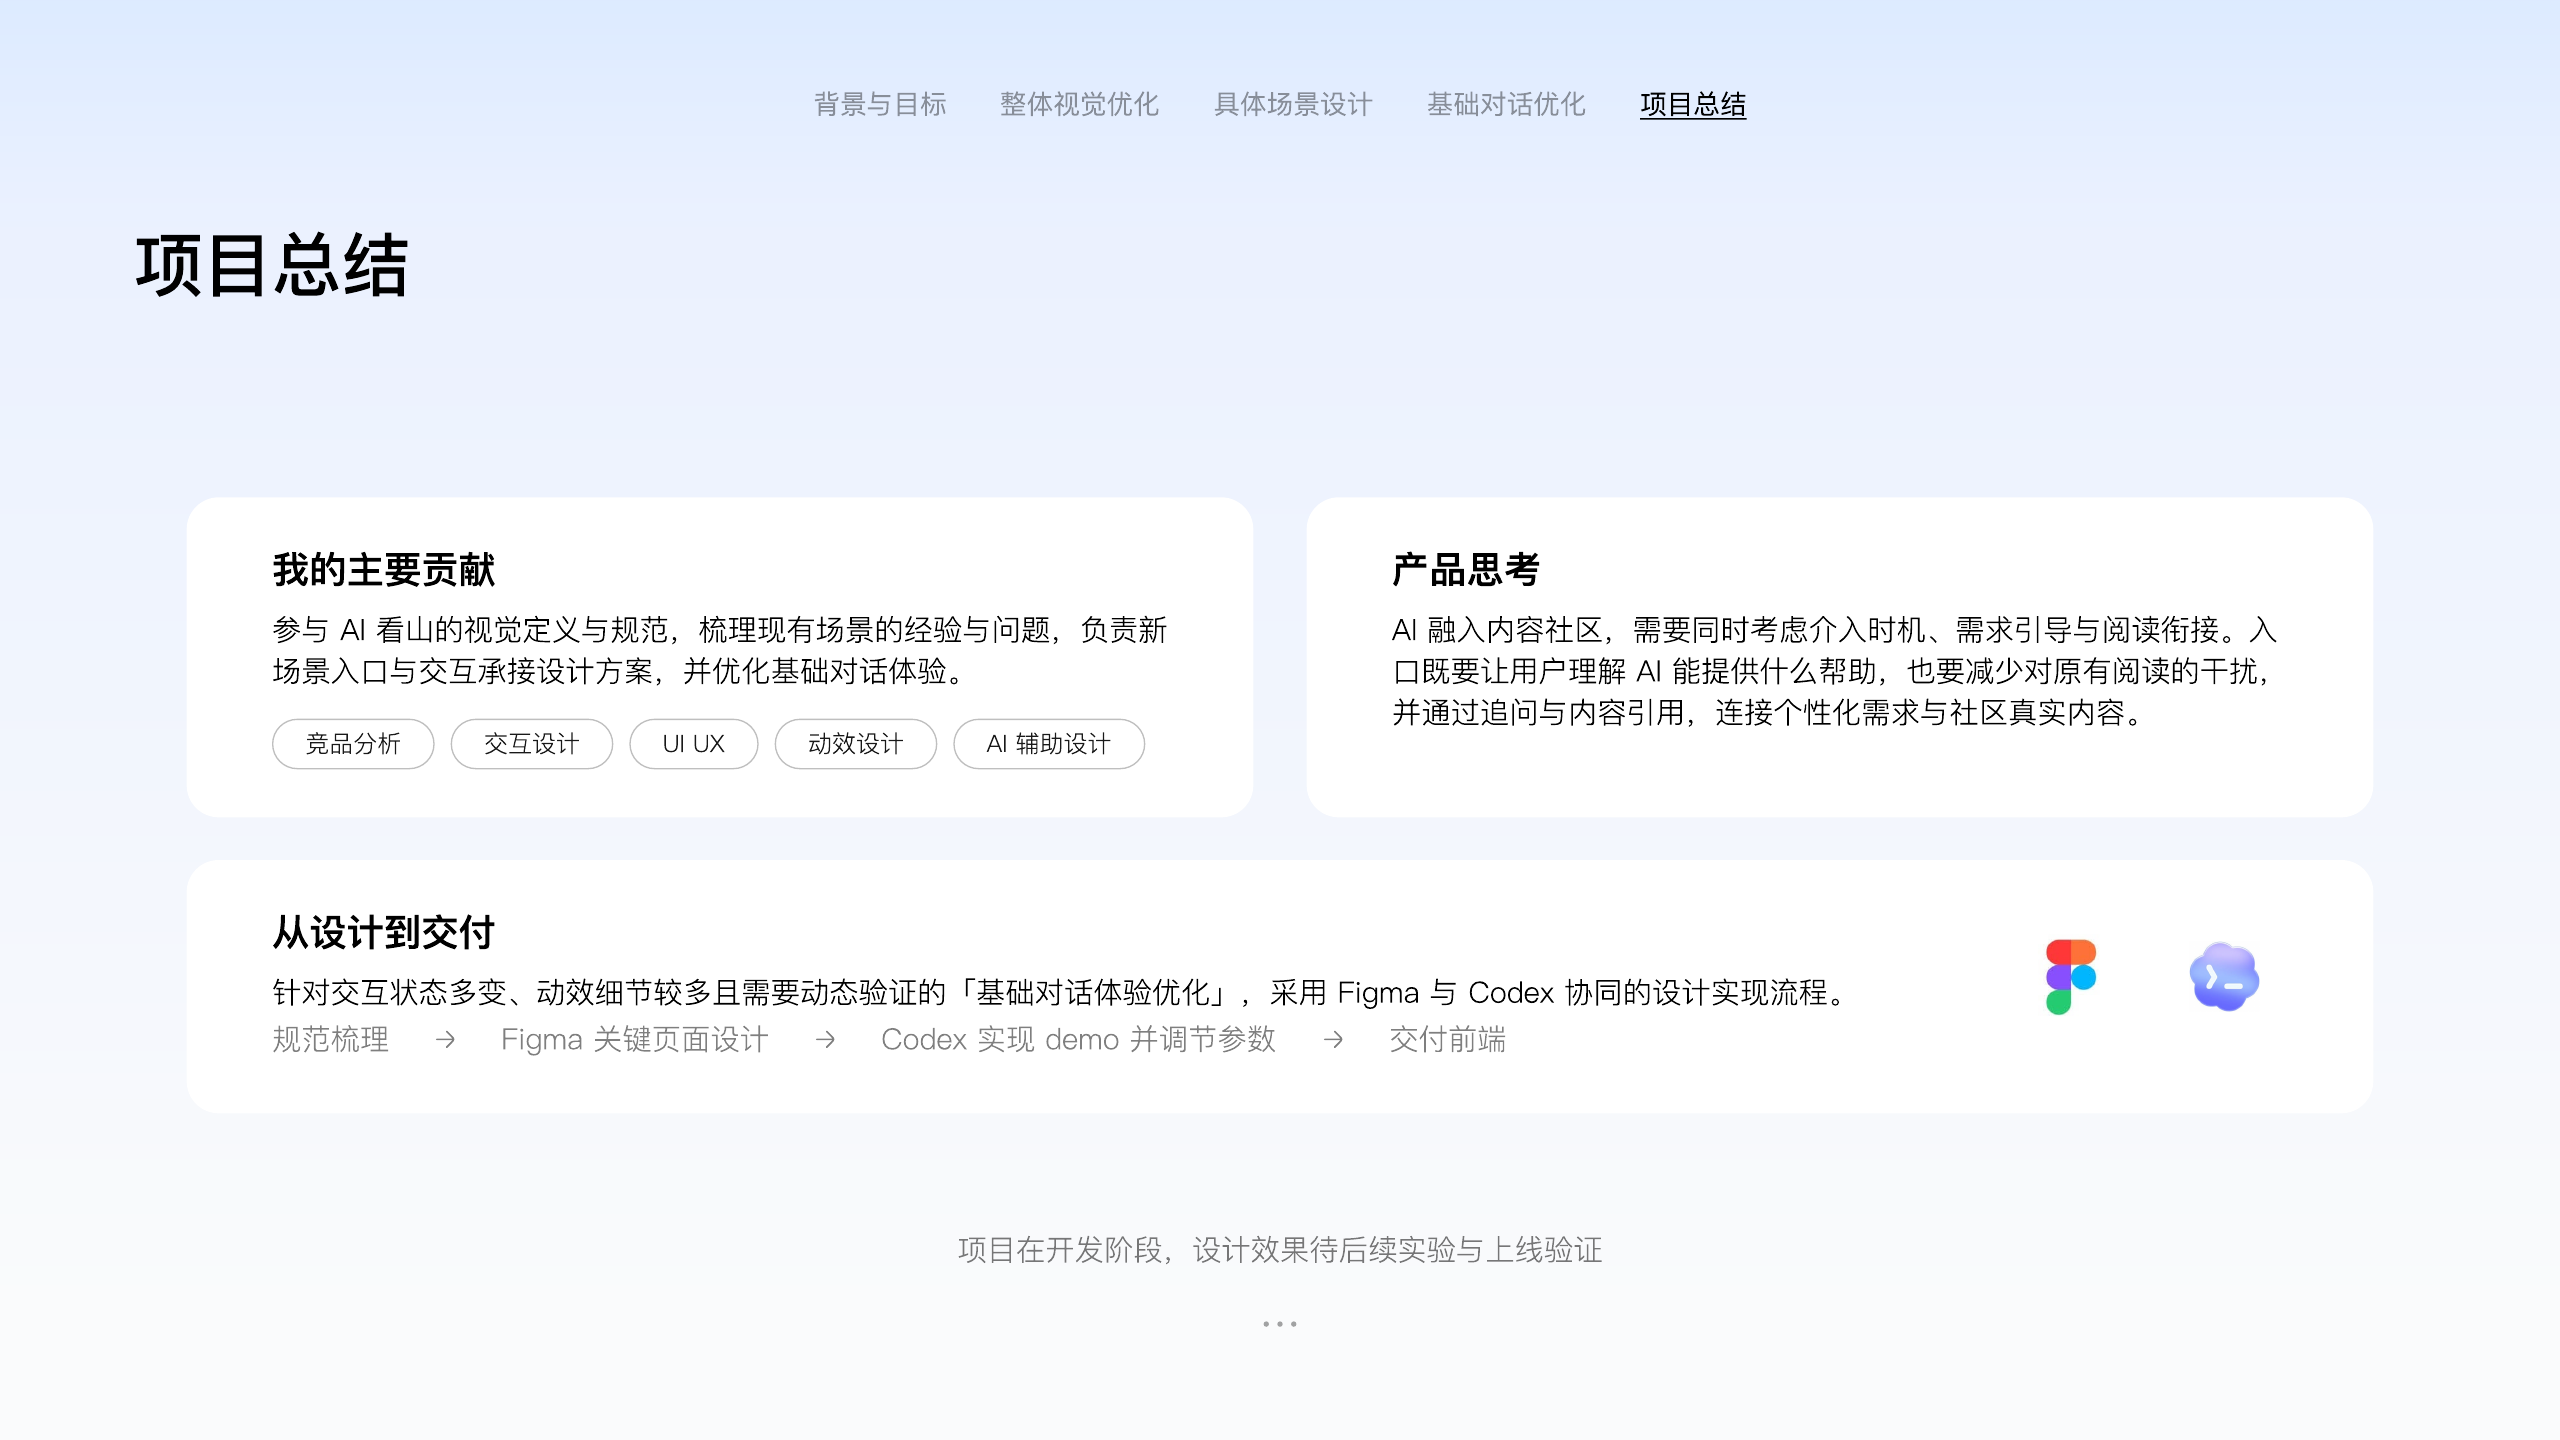 背景与目标 整体视觉优化 具体场景设计 基础对话优化 项目总结
项目总结
我的主要贡献
参与 AI 看山的视觉定义与规范，梳理现有场景的经验与问题，负责新
场景入口与交互承接设计方案，并优化基础对话体验。
竞品分析 交互设计 UI UX 动效设计 AI 辅助设计
产品思考
AI 融入内容社区，需要同时考虑介入时机、需求引导与阅读衔接。入
口既要让用户理解 AI 能提供什么帮助，也要减少对原有阅读的干扰，
并通过追问与内容引用，连接个性化需求与社区真实内容。
从设计到交付
针对交互状态多变、动效细节较多且需要动态验证的「基础对话体验优化」，采用 Figma 与 Codex 协同的设计实现流程。
规范梳理 → Figma 关键页面设计 → Codex 实现 demo 并调节参数 → 交付前端
项目在开发阶段，设计效果待后续实验与上线验证
...